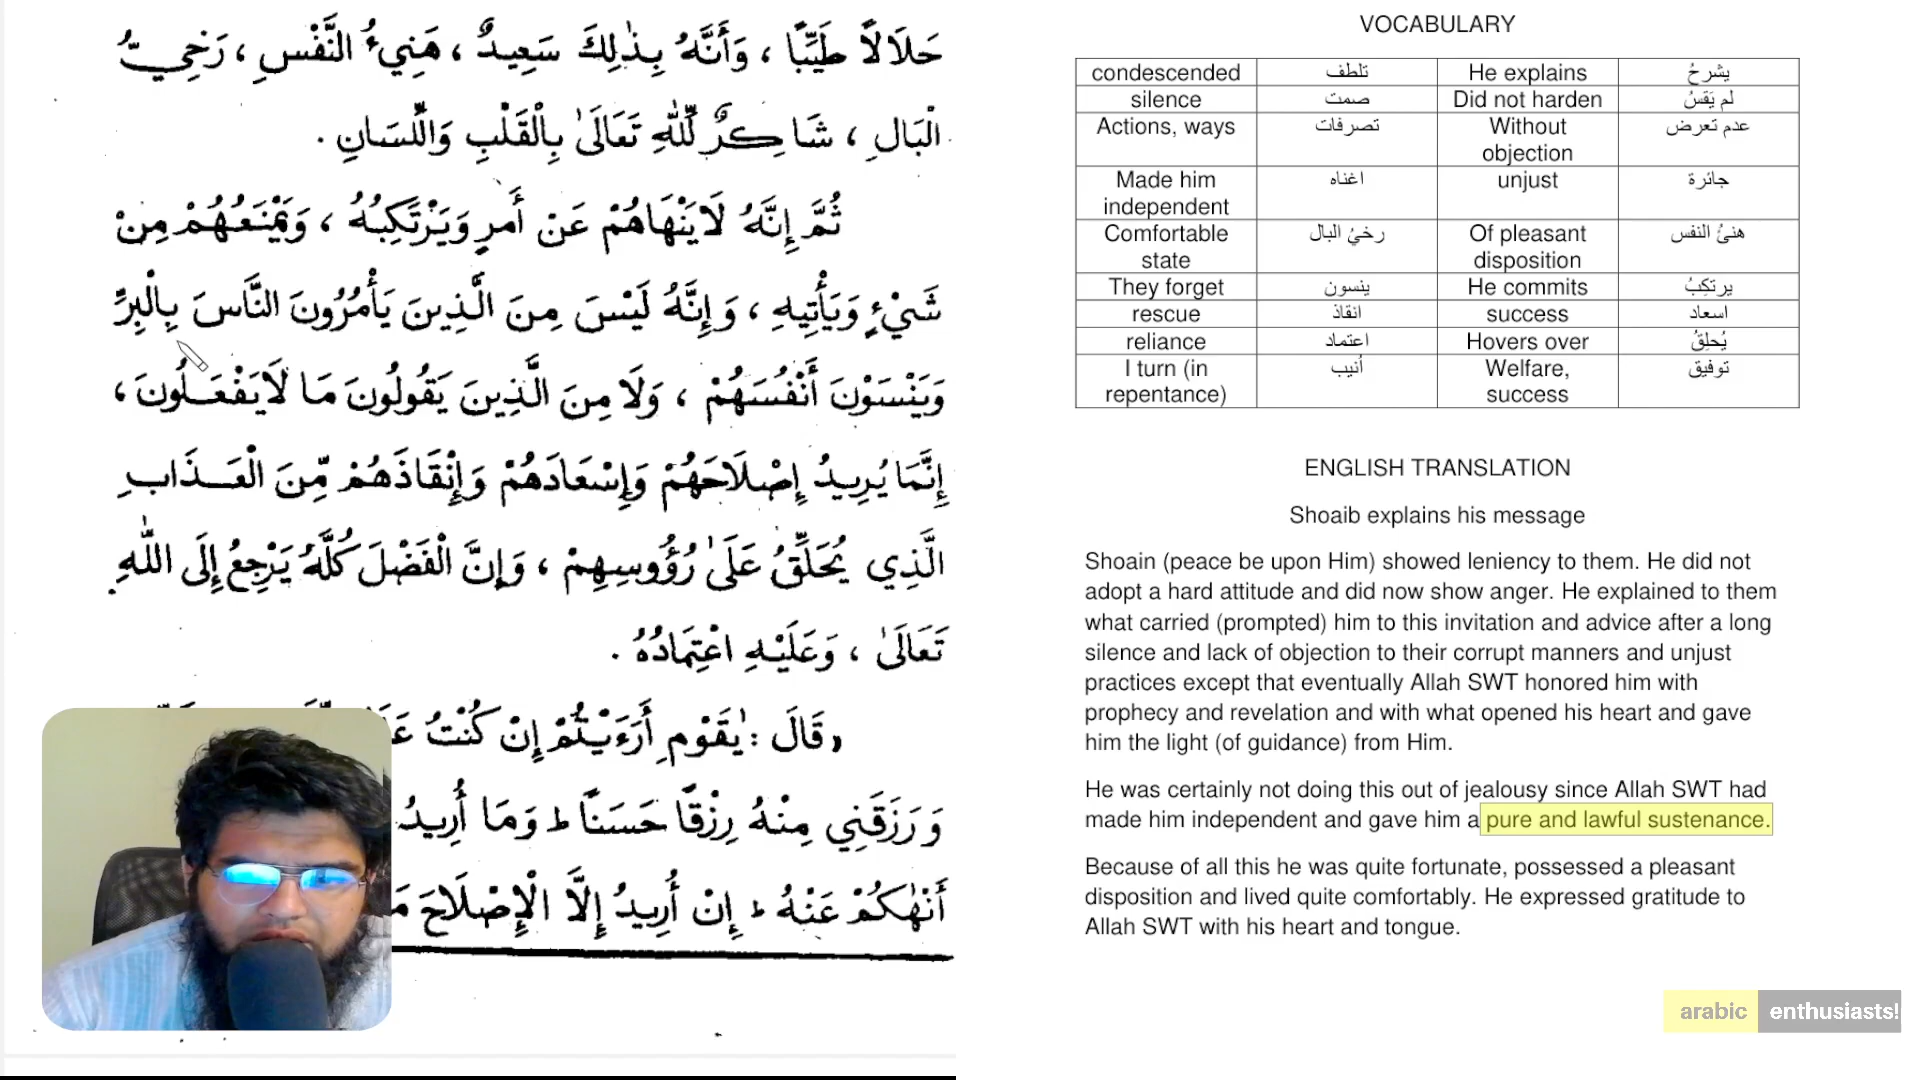 حَلَالاً طَيِّبًا ، وَأَنَّهُ بِذٰلِكَ سَعِيدٌ ، هَنِيءُ النَّفْسِ ، رَخِيُّ
الْبَالِ ، شَاكِرٌ لِّلّٰهِ تَعَالَىٰ بِالْقَلْبِ وَاللِّسَانِ .
ثُمَّ إِنَّهُ لَايَنْهَاهُمْ عَنْ أَمرٍ وَيَرْتَكِبُهُ ، وَيَمْنَعُهُمْ مِنْ
شَيْءٍ وَيَأْتِيهِ ، وَإِنَّهُ لَيْسَ مِنَ الَّذِينَ يَأْمُرُونَ النَّاسَ بِالْبِرِّ
وَيَنْسَوْنَ أَنْفُسَهُمْ ، وَلَا مِنَ الَّذِينَ يَقُولُونَ مَا لَايَفْعَلُونَ ،
إِنَّمَا يُرِيدُ إِصْلَاحَهُمْ وَإِسْعَادَهُمْ وَإِنْقَاذَهُمْ مِّنَ الْعَذَابِ
الَّذِي يُحَلِّقُ عَلَىٰ رُؤُوسِهِمْ ، وَإِنَّ الْفَضْلَ كُلَّهُ يَرْجِعُ إِلَى اللّٰهِ
تَعَالَىٰ ، وَعَلَيْهِ اعْتِمَادُهُ .
«قَالَ : يٰقَوْمِ أَرَءَيْتُمْ إِنْ كُنْتُ
وَرَزَقَنِي مِنْهُ رِزْقًا حَسَنًا ط وَمَا أُرِيدُ
أَنْهٰكُمْ عَنْهُ ط إِنْ أُرِيدُ إِلَّا الْإِصْلَاحَ
VOCABULARY
condescended تلطف He explains يشرحُ
silence صمت Did not harden لم يَقسُ
Actions, ways تصرفات Without objection عدم تعرض
Made him independent اغناه unjust جائرة
Comfortable state رخيُ البال Of pleasant disposition هنئُ النفس
They forget ينسون He commits يرتكِبُ
rescue انقاذ success اسعاد
reliance اعتماد Hovers over يُحلِقُ
I turn (in repentance) أنيب Welfare, success توفيق
ENGLISH TRANSLATION
Shoaib explains his message
Shoain (peace be upon Him) showed leniency to them. He did not
adopt a hard attitude and did now show anger. He explained to them
what carried (prompted) him to this invitation and advice after a long
silence and lack of objection to their corrupt manners and unjust
practices except that eventually Allah SWT honored him with
prophecy and revelation and with what opened his heart and gave
him the light (of guidance) from Him.
He was certainly not doing this out of jealousy since Allah SWT had
made him independent and gave him a pure and lawful sustenance.
Because of all this he was quite fortunate, possessed a pleasant
disposition and lived quite comfortably. He expressed gratitude to
Allah SWT with his heart and tongue.
arabic enthusiasts!